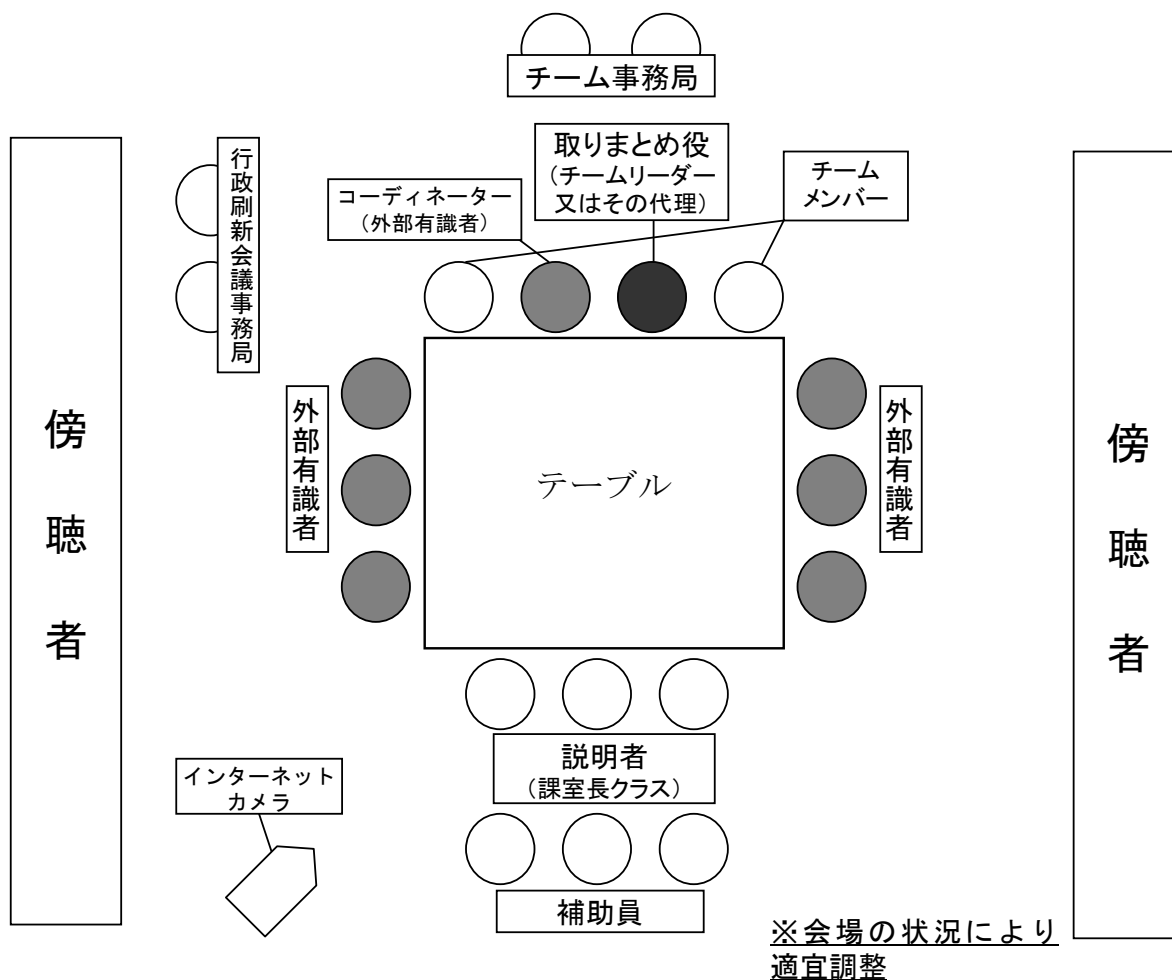 チーム事務局
行政刷新会議事務局
コーディネーター
（外部有識者）
取りまとめ役
（チームリーダー
又はその代理）
チーム
メンバー
傍聴者
外部有識者
テーブル
外部有識者
傍聴者
説明者
（課室長クラス）
インターネット
カメラ
補助員
※会場の状況により
適宜調整